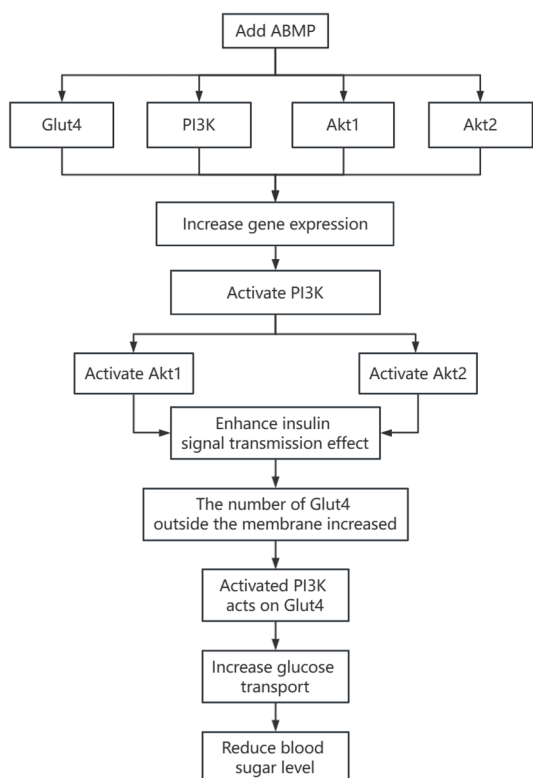 Add ABMP
Glut4
PI3K
Akt1
Akt2
Increase gene expression
Activate PI3K
Activate Akt1
Activate Akt2
Enhance insulin
signal transmission effect
The number of Glut4
outside the membrane increased
Activated PI3K
acts on Glut4
Increase glucose
transport
Reduce blood
sugar level